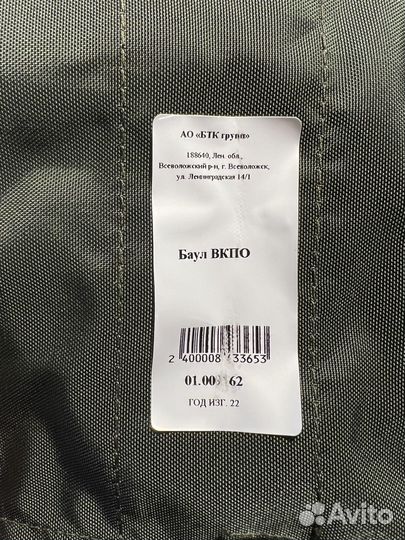 АО «БТК групп»
188640, Лен. обл.,
Всеволожский р-н, г. Всеволожск,
ул. Ленинградская 14/1
Баул ВКПО
2 400008 33653
ГОД ИЗГ. 22
Avito